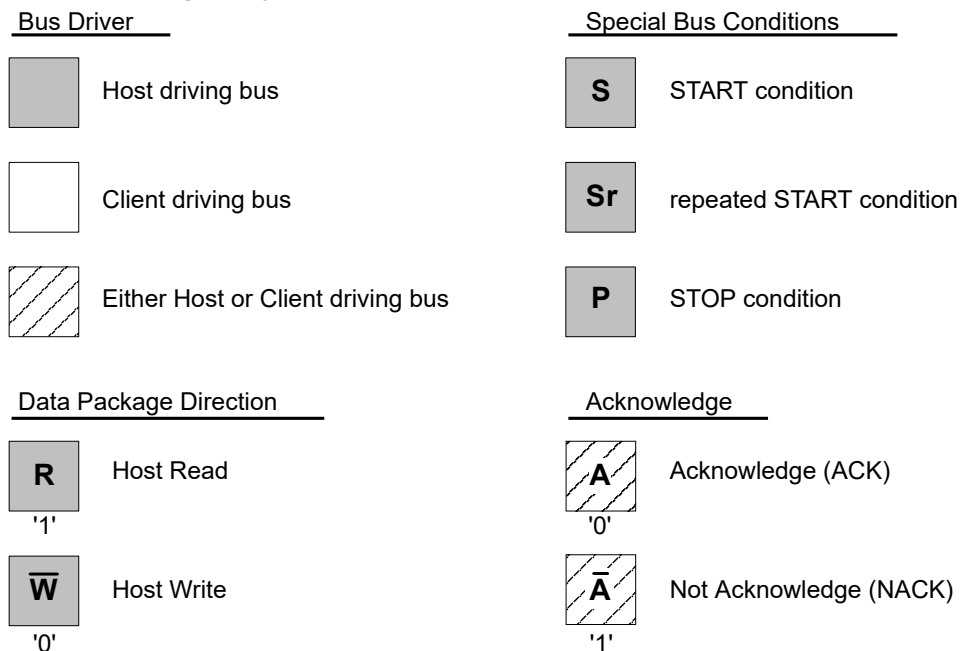 Bus Driver
Special Bus Conditions
Host driving bus
S
START condition
Client driving bus
Sr
repeated START condition
Either Host or Client driving bus
P
STOP condition
Data Package Direction
Acknowledge
R
Host Read
'1'
A
Acknowledge (ACK)
'0'
W̅
Host Write
'0'
A̅
Not Acknowledge (NACK)
'1'